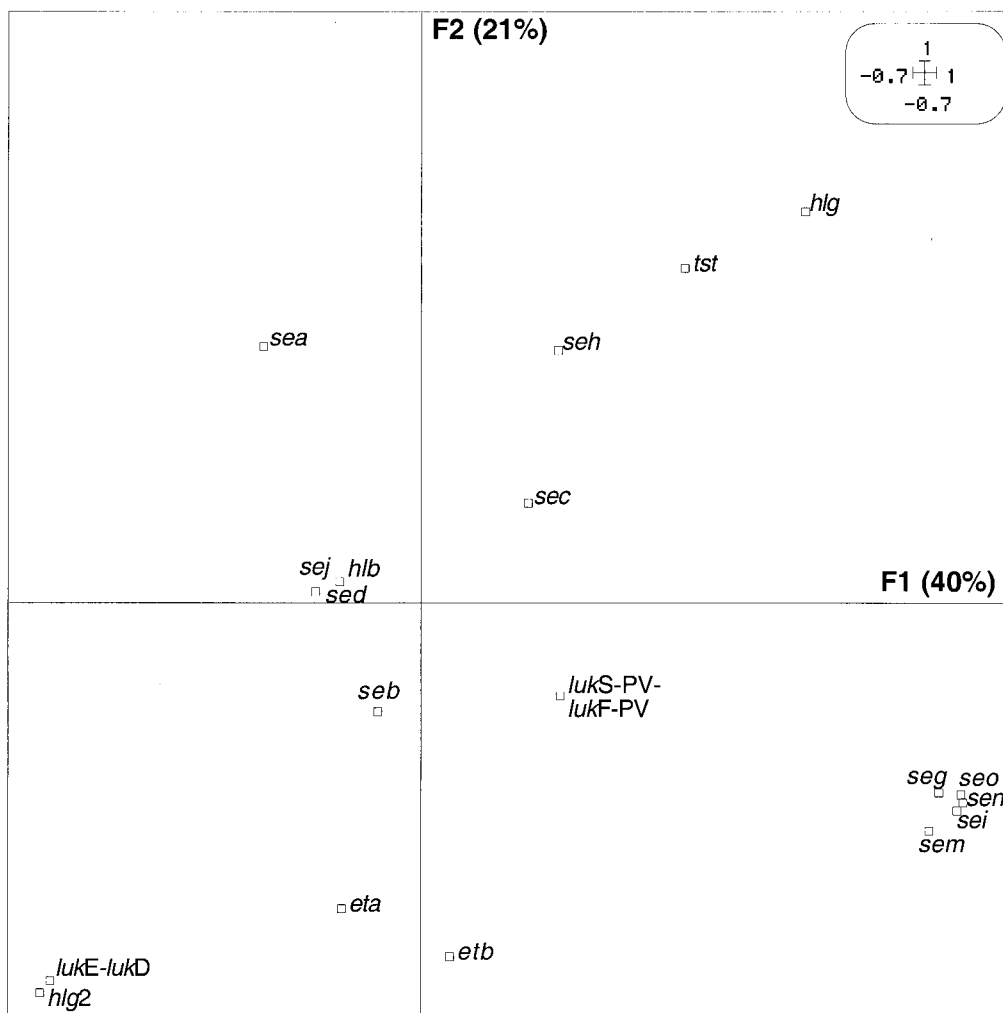 F2 (21%)
1
-0.7 1
-0.7
hlg
tst
sea
seh
sec
sej hlb
sed
F1 (40%)
seb
lukS-PV-
lukF-PV
seg seo
sen
sei
sem
eta
etb
lukE-lukD
hlg2